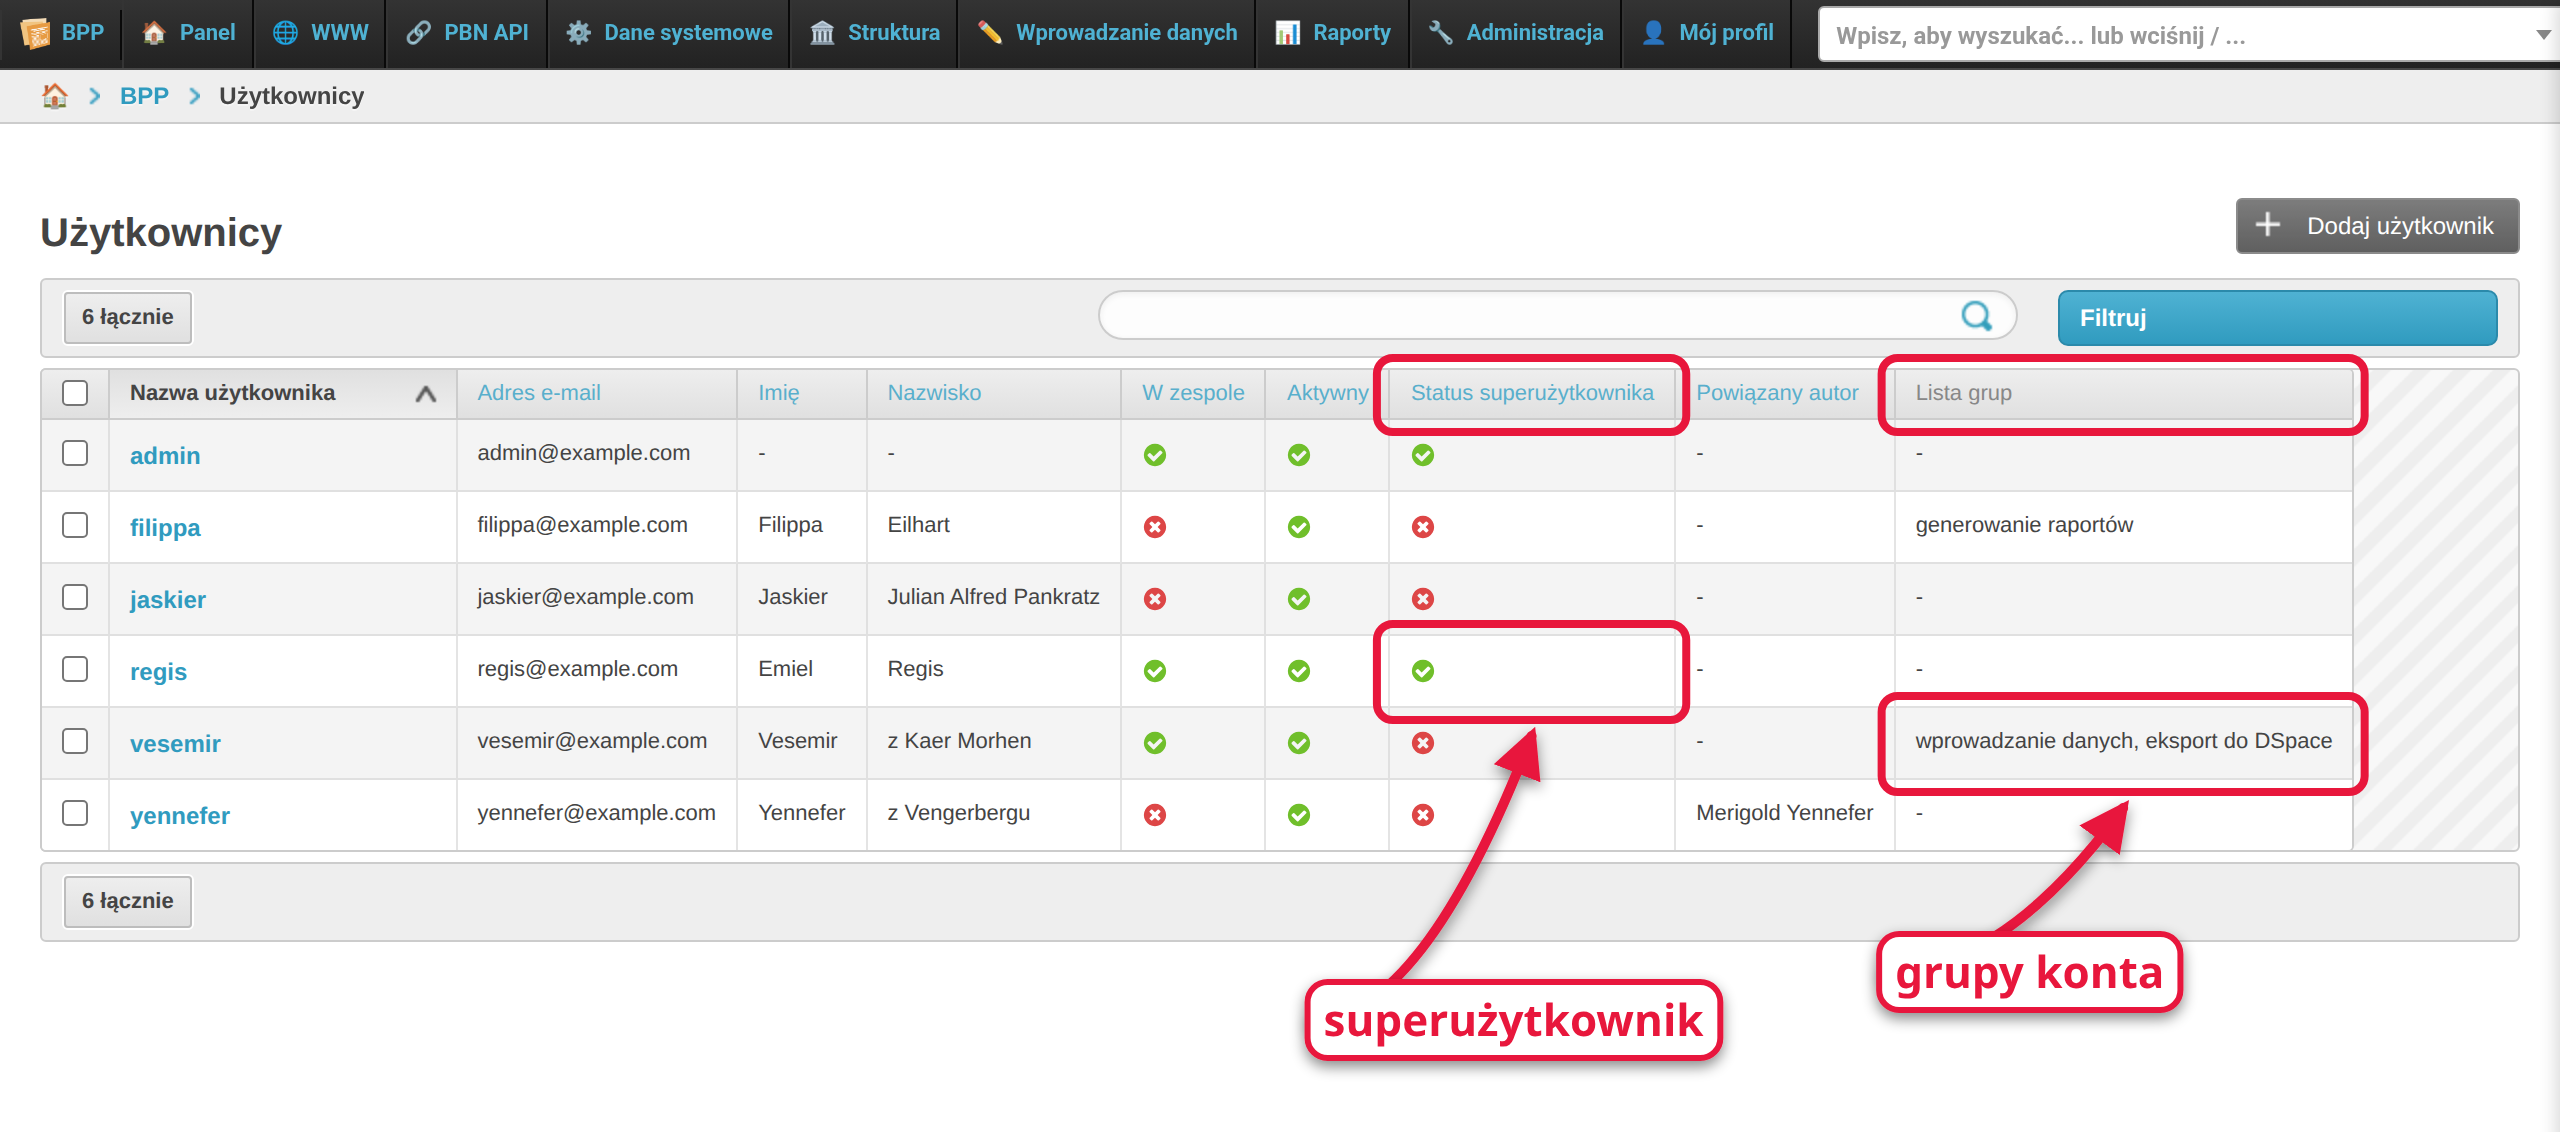 BPP Panel WWW PBN API Dane systemowe Struktura Wprowadzanie danych Raporty Administracja Mój profil Wpisz, aby wyszukać... lub wciśnij / ...
BPP Użytkownicy
Użytkownicy
Dodaj użytkownik
6 łącznie
Filtruj
Nazwa użytkownika Adres e-mail Imię Nazwisko W zespole Aktywny Status superużytkownika Powiązany autor Lista grup
admin admin@example.com - - - -
filippa filippa@example.com Filippa Eilhart - generowanie raportów
jaskier jaskier@example.com Jaskier Julian Alfred Pankratz - -
regis regis@example.com Emiel Regis - -
vesemir vesemir@example.com Vesemir z Kaer Morhen - wprowadzanie danych, eksport do DSpace
yennefer yennefer@example.com Yennefer z Vengerbergu Merigold Yennefer -
6 łącznie
grupy konta
superużytkownik